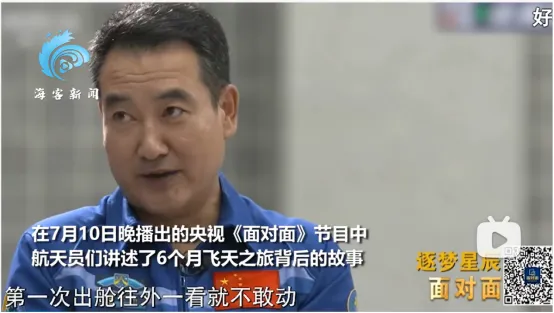 好
海客新闻
在7月10日晚播出的央视《面对面》节目中
航天员们讲述了6个月飞天之旅背后的故事
逐梦星辰
面对面
第一次出舱往外一看就不敢动